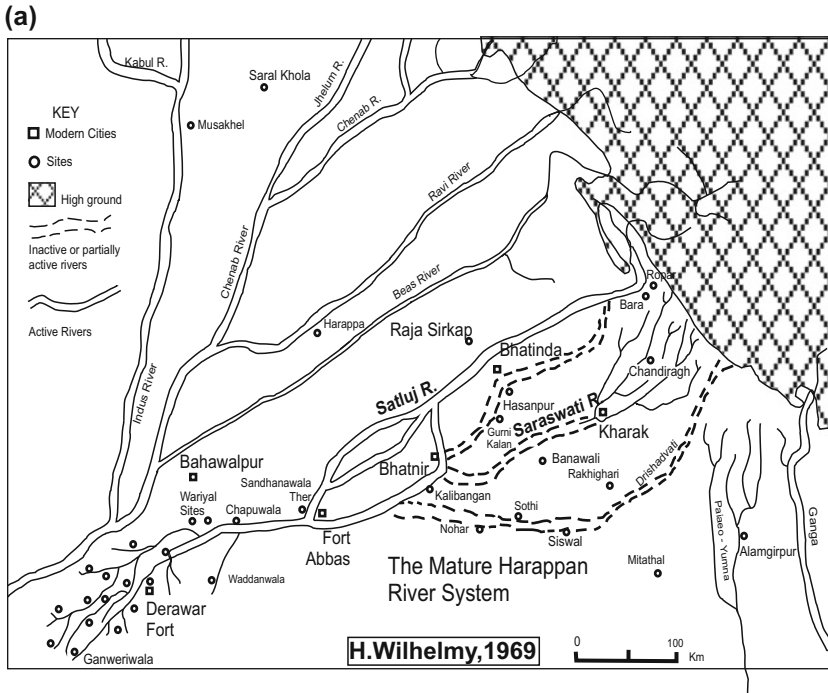 (a)
Kabul R.
Saral Khola
Jhelum R.
Chenab R.
KEY
Modern Cities
Musakhel
Sites
High ground
Ravi River
Inactive or partially
active rivers
Chenab River
Beas River
Active Rivers
Harappa
Raja Sirkap
Ropar
Bara
Indus River
Bhatinda
Chandiragh
Satluj R.
Hasanpur
Saraswati R.
Gurni
Kalan
Kharak
Bahawalpur
Bhatnir
Banawali
Rakhighari
Drishadvati
Sandhanawala
Ther
Kalibangan
Wariyal
Sites
Chapuwala
Fort
Abbas
Sothi
Nohar
Siswal
Palaeo - Yumna
Ganga
Alamgirpur
The Mature Harappan
River System
Mitathal
Waddanwala
Derawar
Fort
Ganweriwala
H.Wilhelmy,1969
0 100
Km